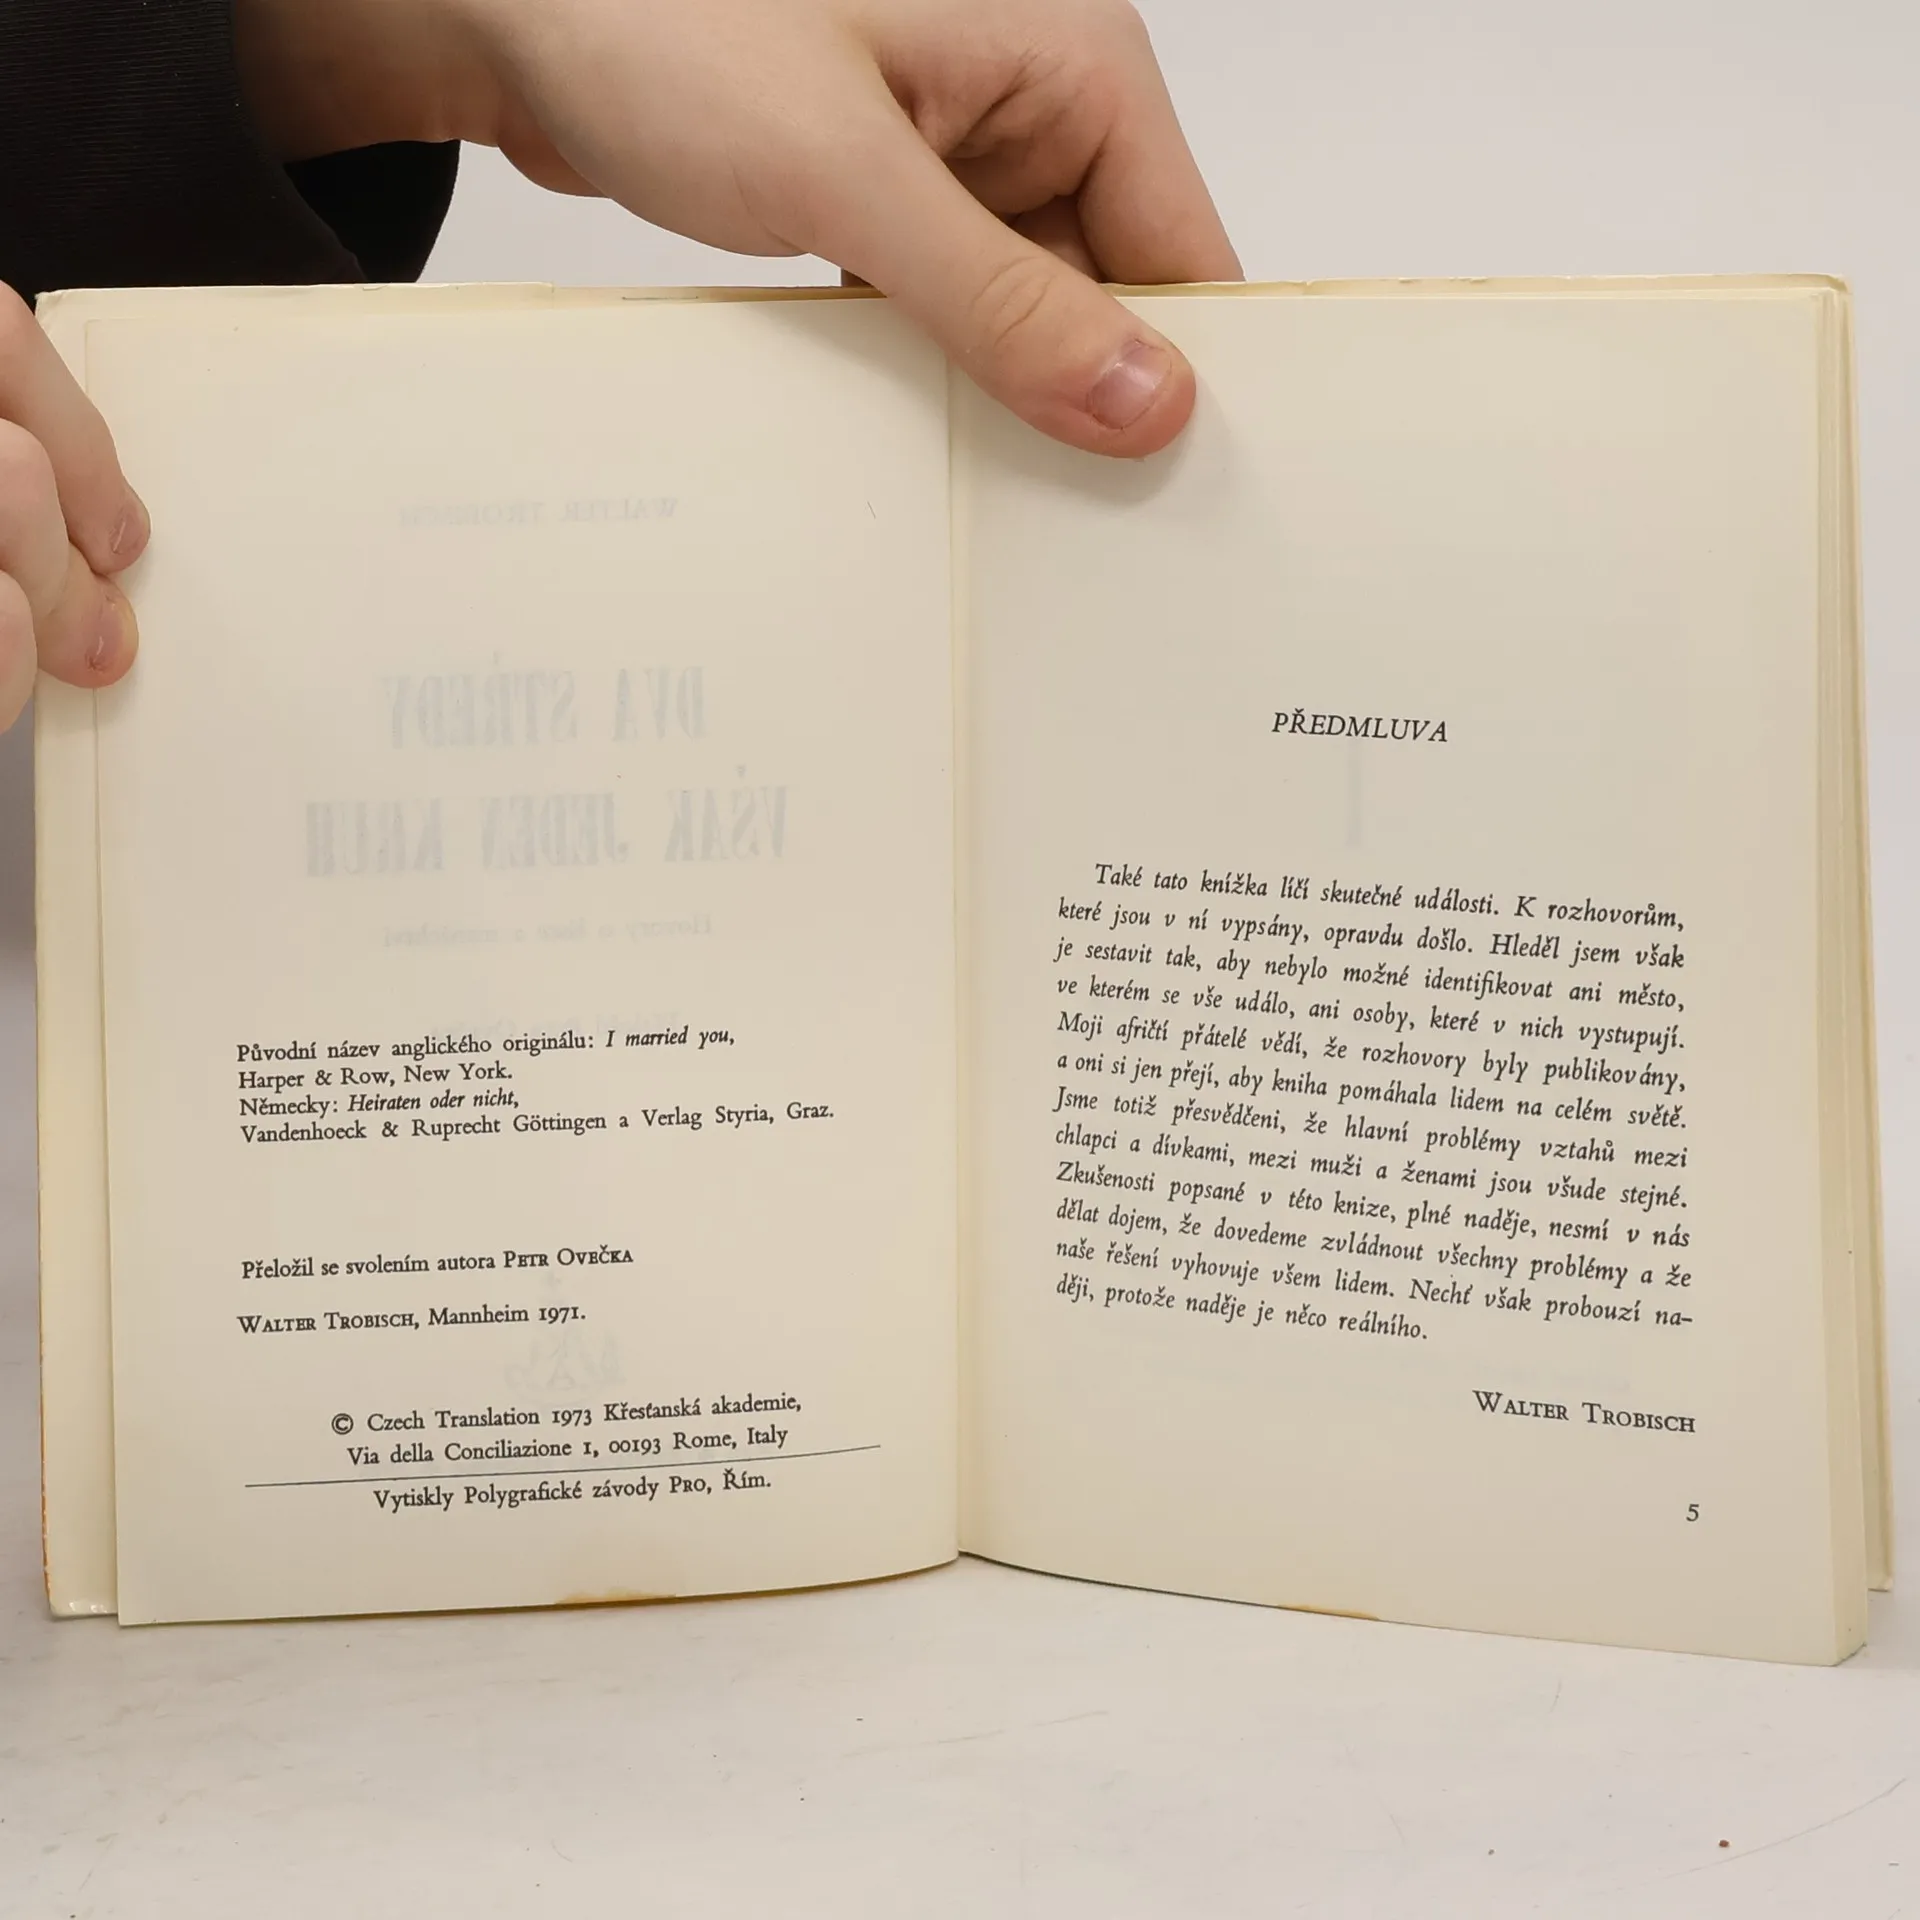 WALTER TROBISCH
DVA STŘEDY
VŠAK JEDEN KRUH
Původní název anglického originálu: I married you,
Harper & Row, New York.
Německy: Heiraten oder nicht,
Vandenhoeck & Ruprecht Göttingen a Verlag Styria, Graz.
Přeložil se svolením autora PETR OVEČKA
WALTER TROBISCH, Mannheim 1971.
© Czech Translation 1973 Křesťanská akademie,
Via della Conciliazione 1, 00193 Rome, Italy
Vytiskly Polygrafické závody PRO, Řím.
PŘEDMLUVA
Také tato knížka líčí skutečné události. K rozhovorům,
které jsou v ní vypsány, opravdu došlo. Hleděl jsem však
je sestavit tak, aby nebylo možné identifikovat ani město,
ve kterém se vše událo, ani osoby, které v nich vystupují.
Moji afričtí přátelé vědí, že rozhovory byly publikovány,
a oni si jen přejí, aby kniha pomáhala lidem na celém světě.
Jsme totiž přesvědčeni, že hlavní problémy vztahů mezi
chlapci a dívkami, mezi muži a ženami jsou všude stejné.
Zkušenosti popsané v této knize, plné naděje, nesmí v nás
dělat dojem, že dovedeme zvládnout všechny problémy a že
naše řešení vyhovuje všem lidem. Nechť však probouzí na-
ději, protože naděje je něco reálního.
WALTER TROBISCH
5